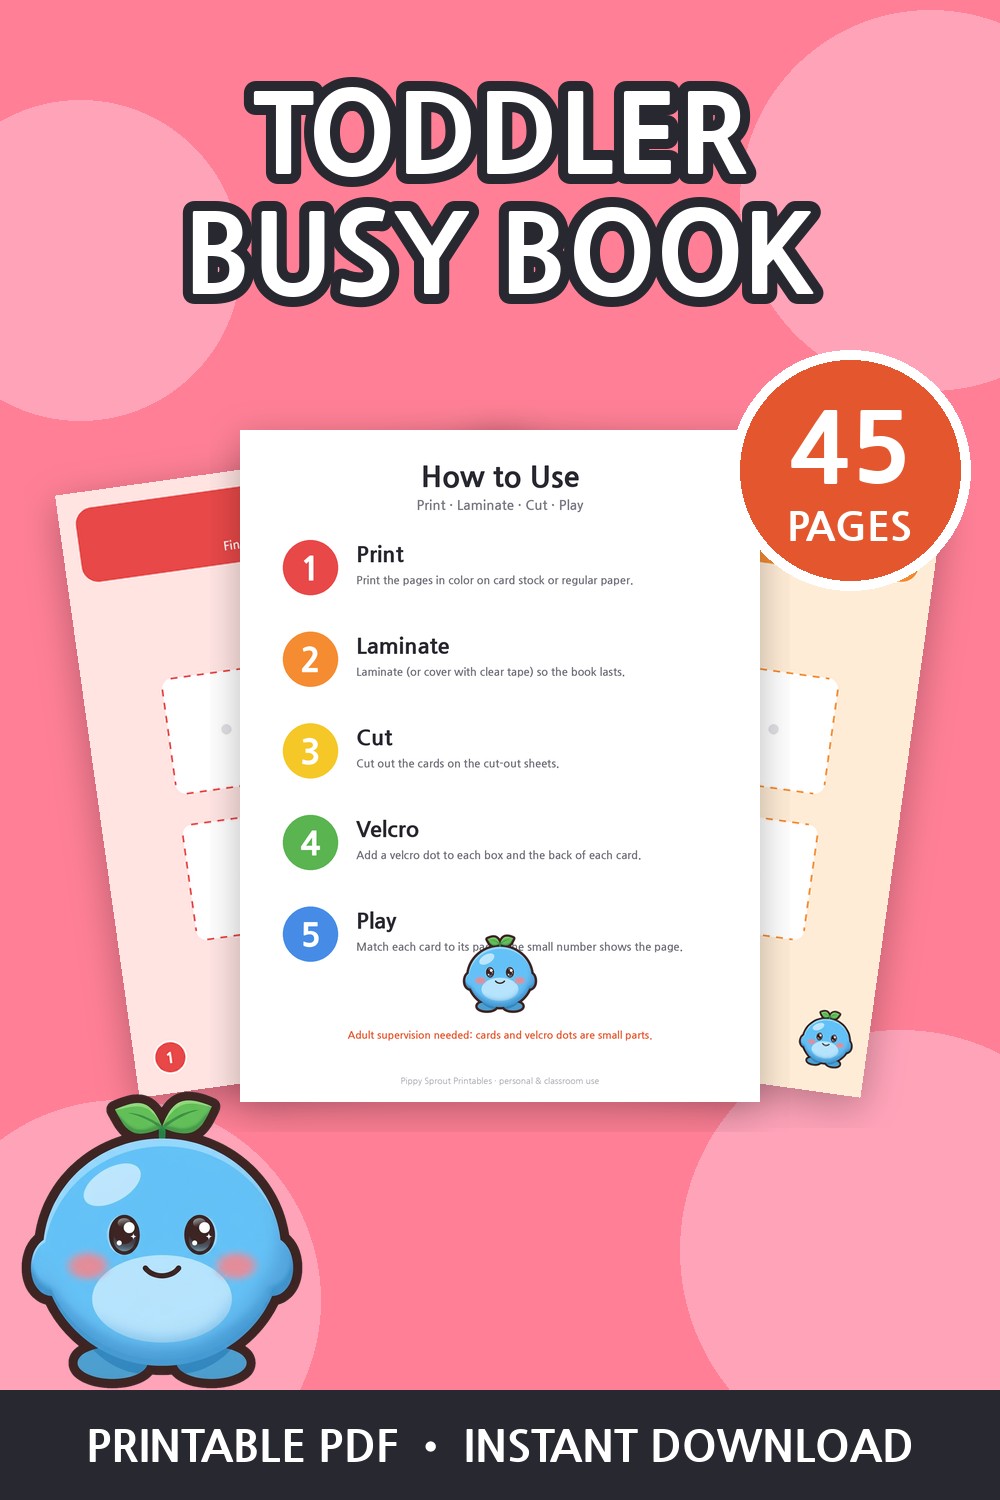 TODDLER
BUSY BOOK
45
PAGES
How to Use
Print · Laminate · Cut · Play
1
Print
Print the pages in color on card stock or regular paper.
2
Laminate
Laminate (or cover with clear tape) so the book lasts.
3
Cut
Cut out the cards on the cut-out sheets.
4
Velcro
Add a velcro dot to each box and the back of each card.
5
Play
Match each card to its small number shows the page.
Adult supervision needed: cards and velcro dots are small parts.
Pippy Sprout Printables · personal & classroom use
1
PRINTABLE PDF • INSTANT DOWNLOAD